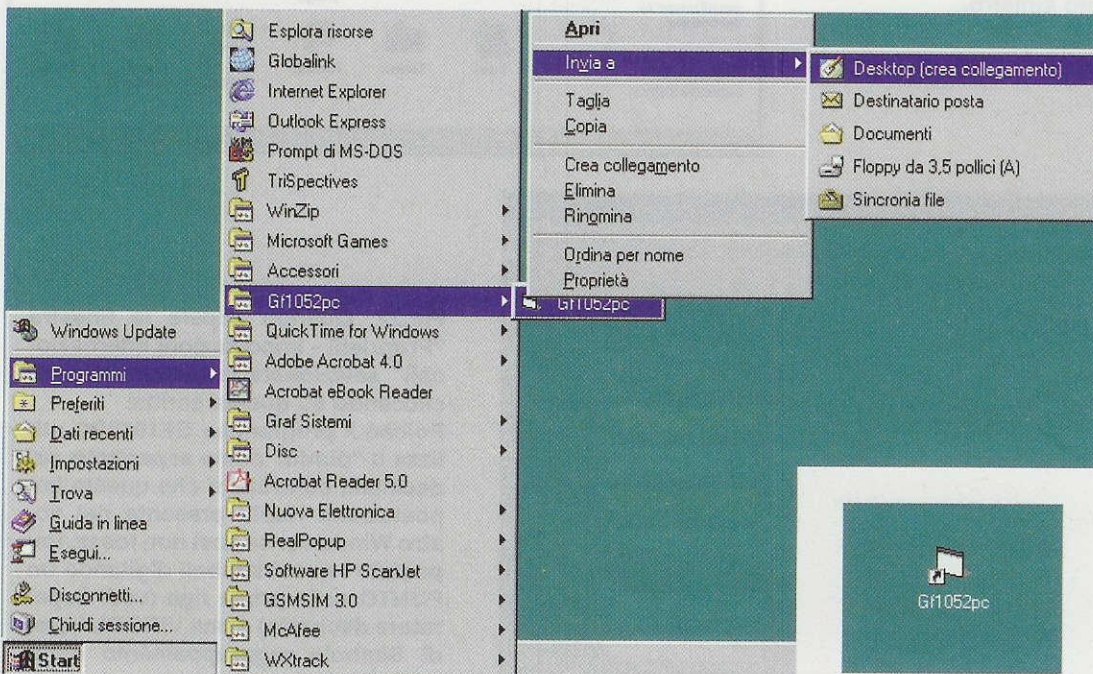 Windows Update
Programmi
Preferiti
Dati recenti
Impostazioni
Trova
Guida in linea
Esegui...
Disconnetti...
Chiudi sessione...
Start
Esplora risorse
Globalink
Internet Explorer
Outlook Express
Prompt di MS-DOS
TriSpectives
WinZip
Microsoft Games
Accessori
Gf1052pc
QuickTime for Windows
Adobe Acrobat 4.0
Acrobat eBook Reader
Graf Sistemi
Disc
Acrobat Reader 5.0
Nuova Elettronica
RealPopup
Software HP ScanJet
GSMSIM 3.0
McAfee
WXtrack
Gf1052pc
Apri
Invia a
Taglia
Copia
Crea collegamento
Elimina
Rinomina
Ordina per nome
Proprietà
Desktop (crea collegamento)
Destinatario posta
Documenti
Floppy da 3,5 pollici (A)
Sincronia file
Gf1052pc